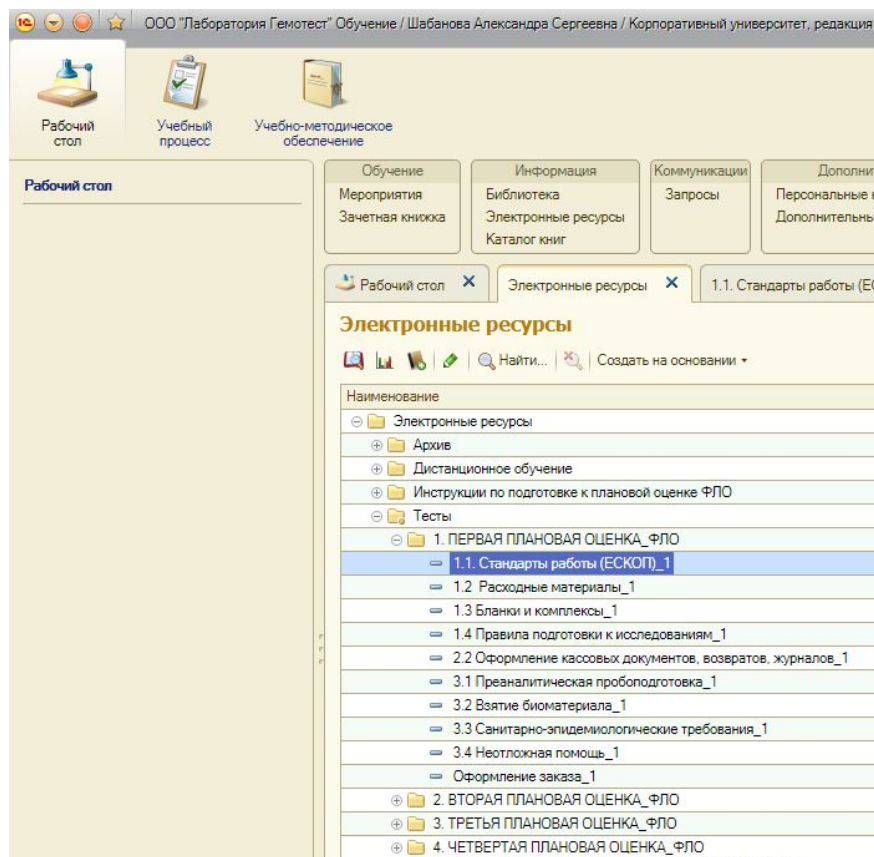 ООО "Лаборатория Гемотест" Обучение / Шабанова Александра Сергеевна / Корпоративный университет, редакция
Рабочий стол
Учебный процесс
Учебно-методическое обеспечение
Рабочий стол
Обучение
Мероприятия
Зачетная книжка
Информация
Библиотека
Электронные ресурсы
Каталог книг
Коммуникации
Запросы
Дополни
Персональные
Дополнительны
Рабочий стол
Электронные ресурсы
1.1. Стандарты работы (ЕС
Электронные ресурсы
Найти...
Создать на основании
Наименование
Электронные ресурсы
Архив
Дистанционное обучение
Инструкции по подготовке к плановой оценке ФЛО
Тесты
1. ПЕРВАЯ ПЛАНОВАЯ ОЦЕНКА_ФЛО
1.1. Стандарты работы (ЕСКОП)_1
1.2 Расходные материалы_1
1.3 Бланки и комплексы_1
1.4 Правила подготовки к исследованиям_1
2.2 Оформление кассовых документов, возвратов, журналов_1
3.1 Преаналитическая пробоподготовка_1
3.2 Взятие биоматериала_1
3.3 Санитарно-эпидемиологические требования_1
3.4 Неотложная помощь_1
Оформление заказа_1
2. ВТОРАЯ ПЛАНОВАЯ ОЦЕНКА_ФЛО
3. ТРЕТЬЯ ПЛАНОВАЯ ОЦЕНКА_ФЛО
4. ЧЕТВЕРТАЯ ПЛАНОВАЯ ОЦЕНКА_ФЛО